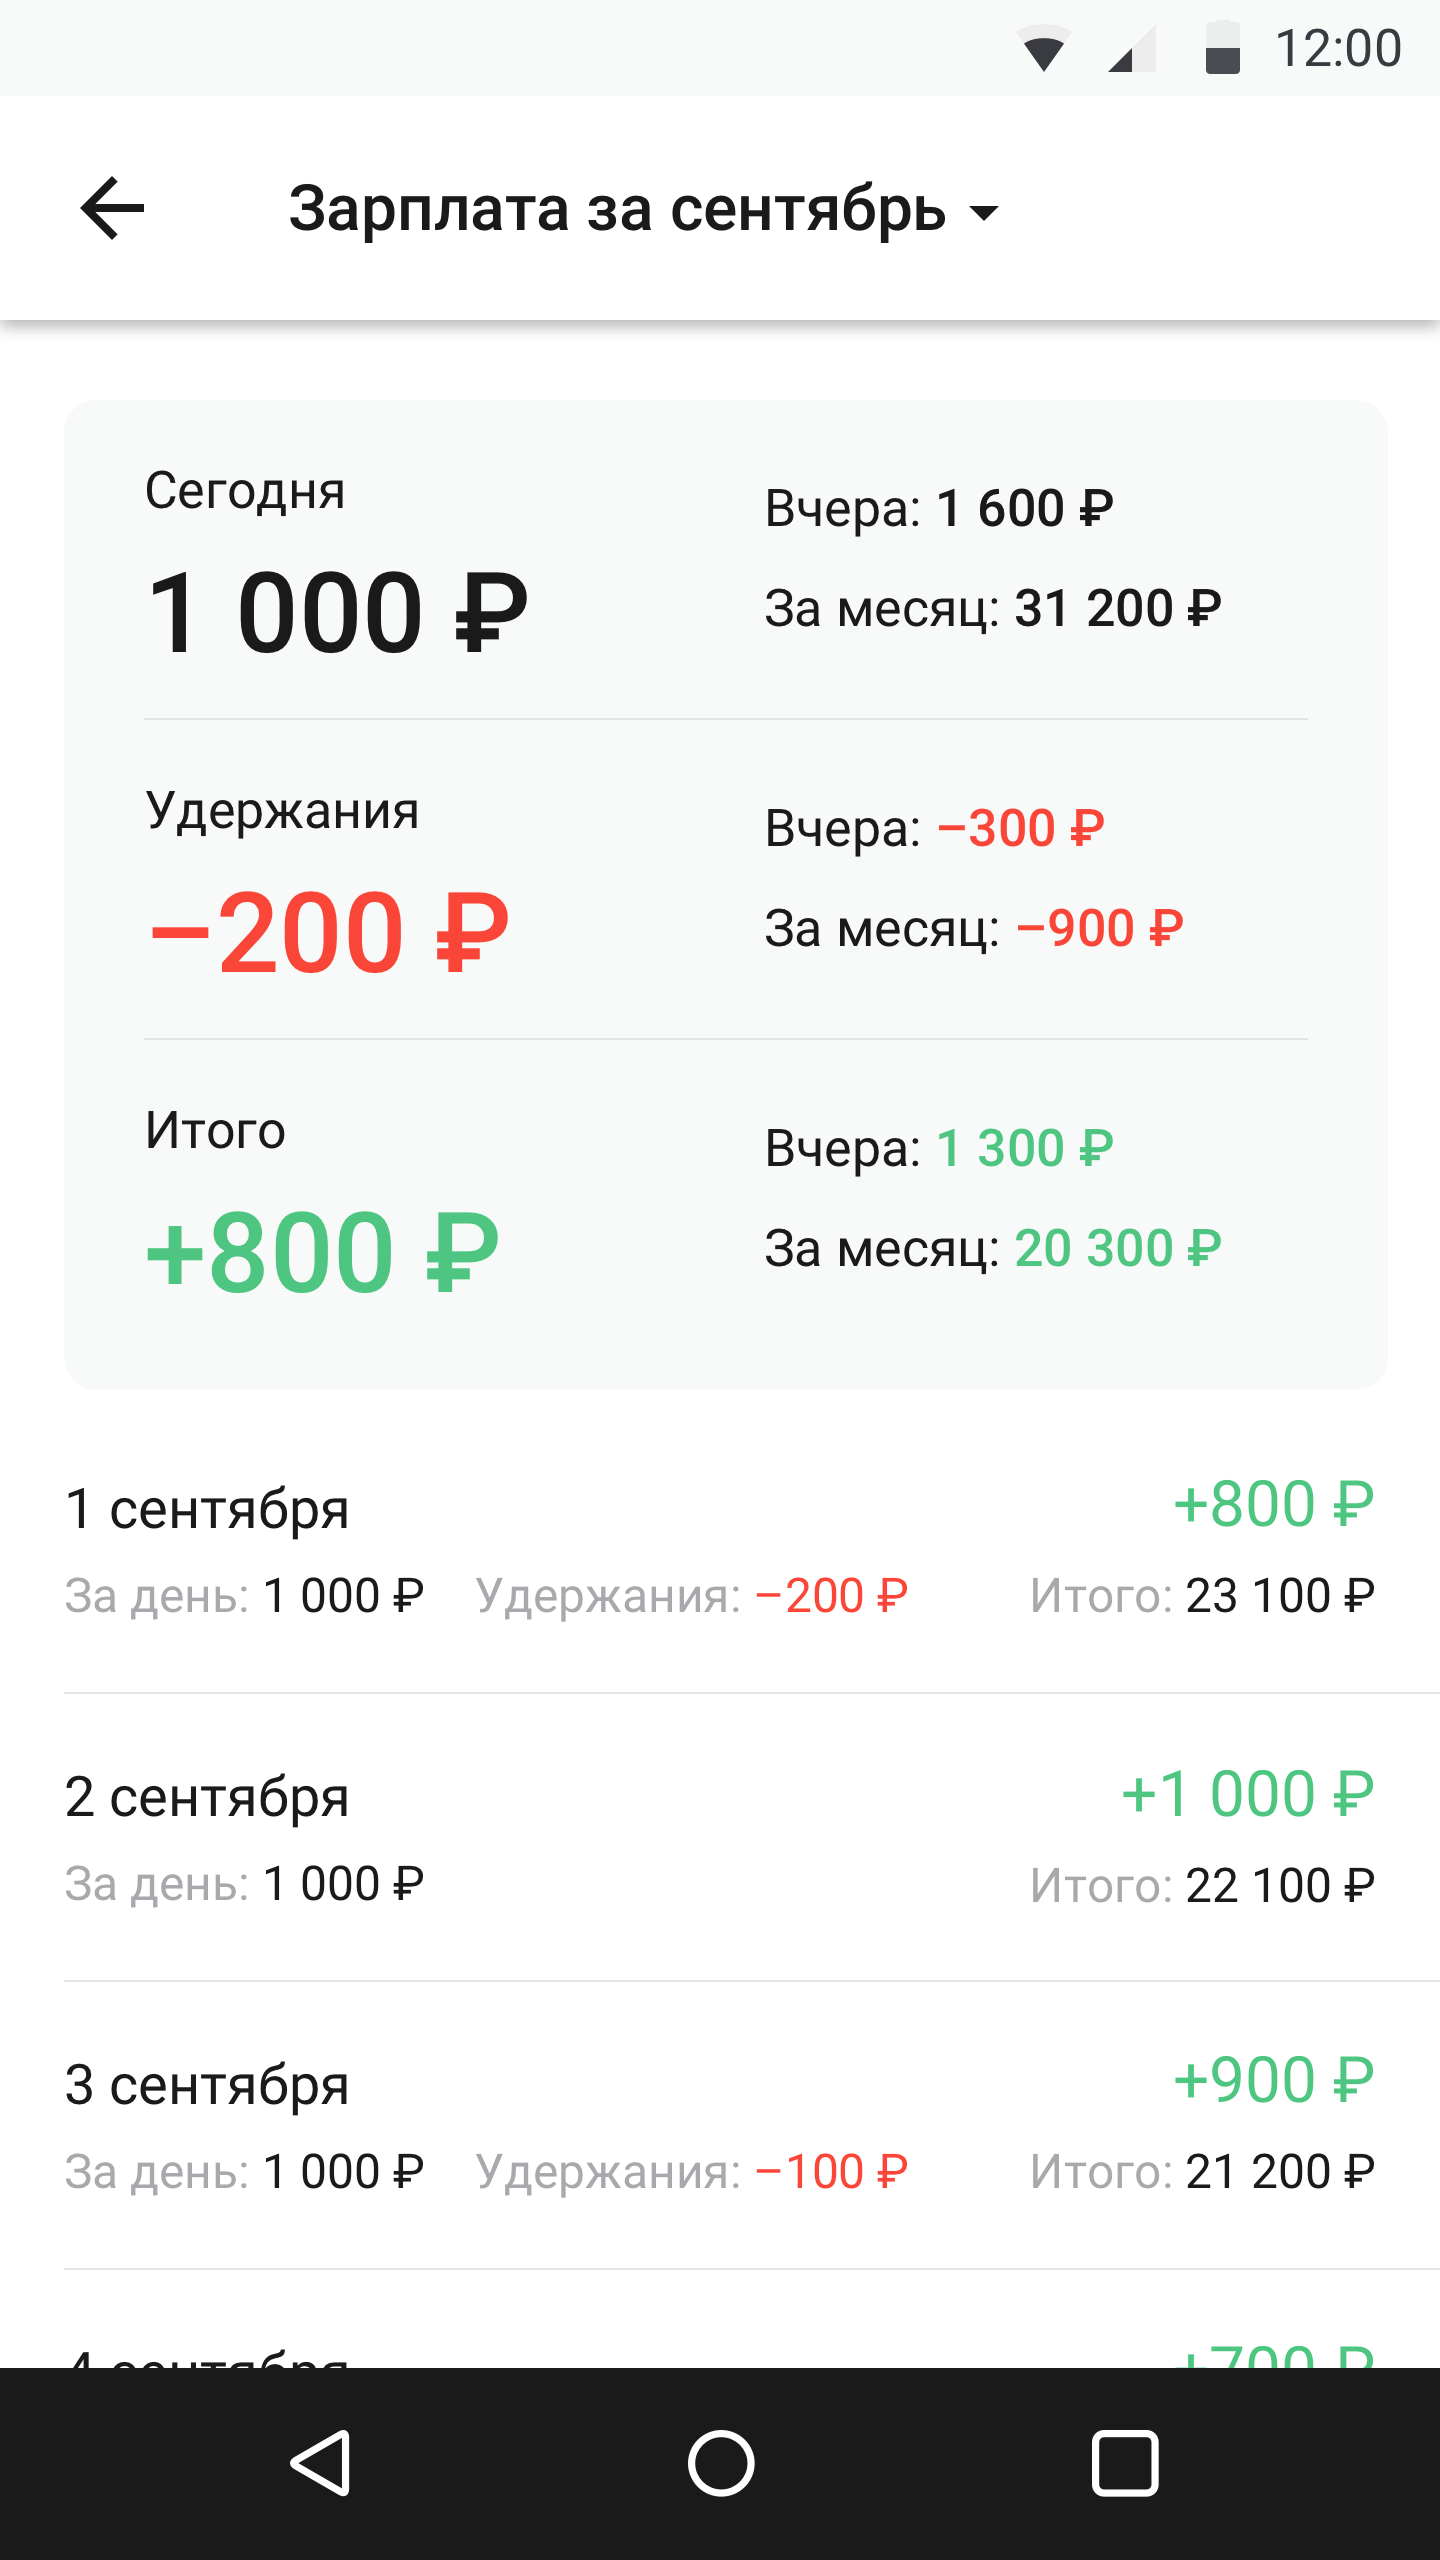 12:00
Зарплата за сентябрь
Сегодня
1 000 ₽
Вчера: 1 600 ₽
За месяц: 31 200 ₽
Удержания
–200 ₽
Вчера: –300 ₽
За месяц: –900 ₽
Итого
+800 ₽
Вчера: 1 300 ₽
За месяц: 20 300 ₽
1 сентября
+800 ₽
За день: 1 000 ₽ Удержания: –200 ₽ Итого: 23 100 ₽
2 сентября
+1 000 ₽
За день: 1 000 ₽ Итого: 22 100 ₽
3 сентября
+900 ₽
За день: 1 000 ₽ Удержания: –100 ₽ Итого: 21 200 ₽
4 сентября
+700 ₽